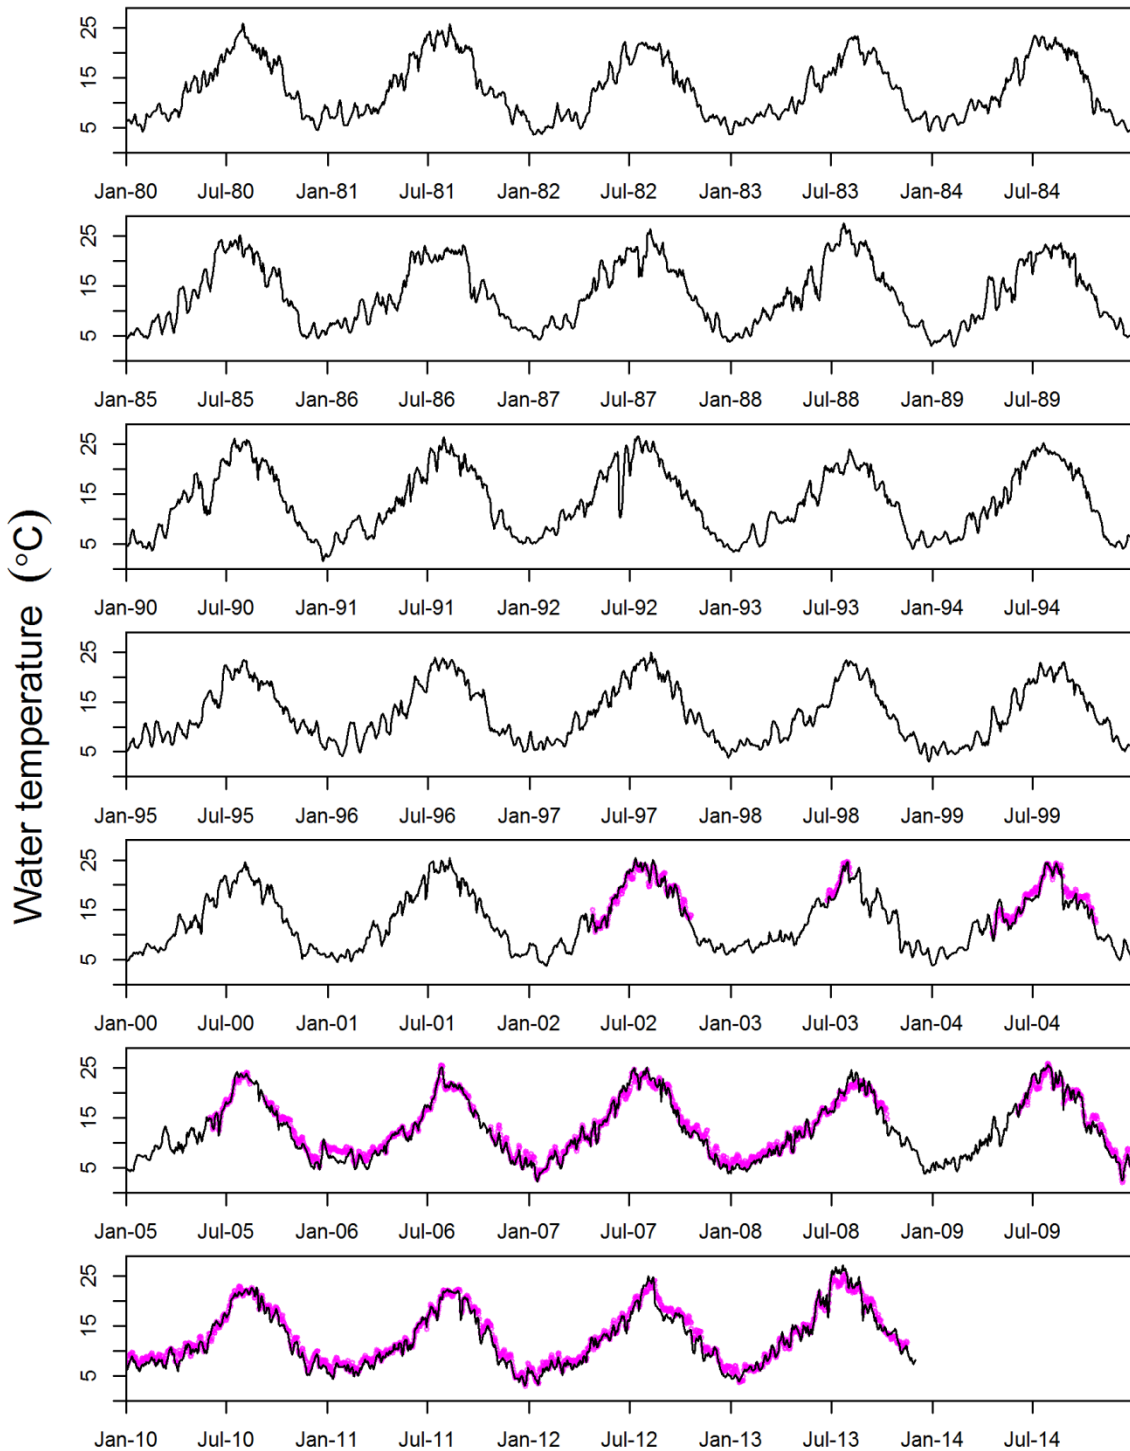 Water temperature (°C)
25
15
5
Jan-80 Jul-80 Jan-81 Jul-81 Jan-82 Jul-82 Jan-83 Jul-83 Jan-84 Jul-84
25
15
5
Jan-85 Jul-85 Jan-86 Jul-86 Jan-87 Jul-87 Jan-88 Jul-88 Jan-89 Jul-89
25
15
5
Jan-90 Jul-90 Jan-91 Jul-91 Jan-92 Jul-92 Jan-93 Jul-93 Jan-94 Jul-94
25
15
5
Jan-95 Jul-95 Jan-96 Jul-96 Jan-97 Jul-97 Jan-98 Jul-98 Jan-99 Jul-99
25
15
5
Jan-00 Jul-00 Jan-01 Jul-01 Jan-02 Jul-02 Jan-03 Jul-03 Jan-04 Jul-04
25
15
5
Jan-05 Jul-05 Jan-06 Jul-06 Jan-07 Jul-07 Jan-08 Jul-08 Jan-09 Jul-09
25
15
5
Jan-10 Jul-10 Jan-11 Jul-11 Jan-12 Jul-12 Jan-13 Jul-13 Jan-14 Jul-14